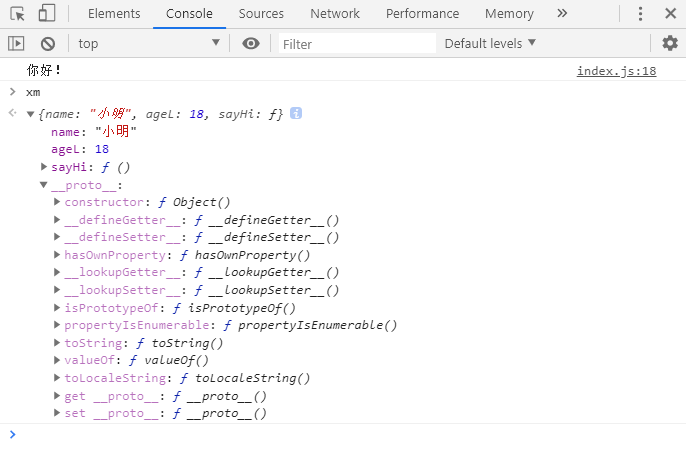 Elements Console Sources Network Performance Memory »
top Filter Default levels
你好! index.js:18
xm
{name: "小明", ageL: 18, sayHi: ƒ} i
name: "小明"
ageL: 18
sayHi: ƒ ()
__proto__:
constructor: ƒ Object()
__defineGetter__: ƒ __defineGetter__()
__defineSetter__: ƒ __defineSetter__()
hasOwnProperty: ƒ hasOwnProperty()
__lookupGetter__: ƒ __lookupGetter__()
__lookupSetter__: ƒ __lookupSetter__()
isPrototypeOf: ƒ isPrototypeOf()
propertyIsEnumerable: ƒ propertyIsEnumerable()
toString: ƒ toString()
valueOf: ƒ valueOf()
toLocaleString: ƒ toLocaleString()
get __proto__: ƒ __proto__()
set __proto__: ƒ __proto__()